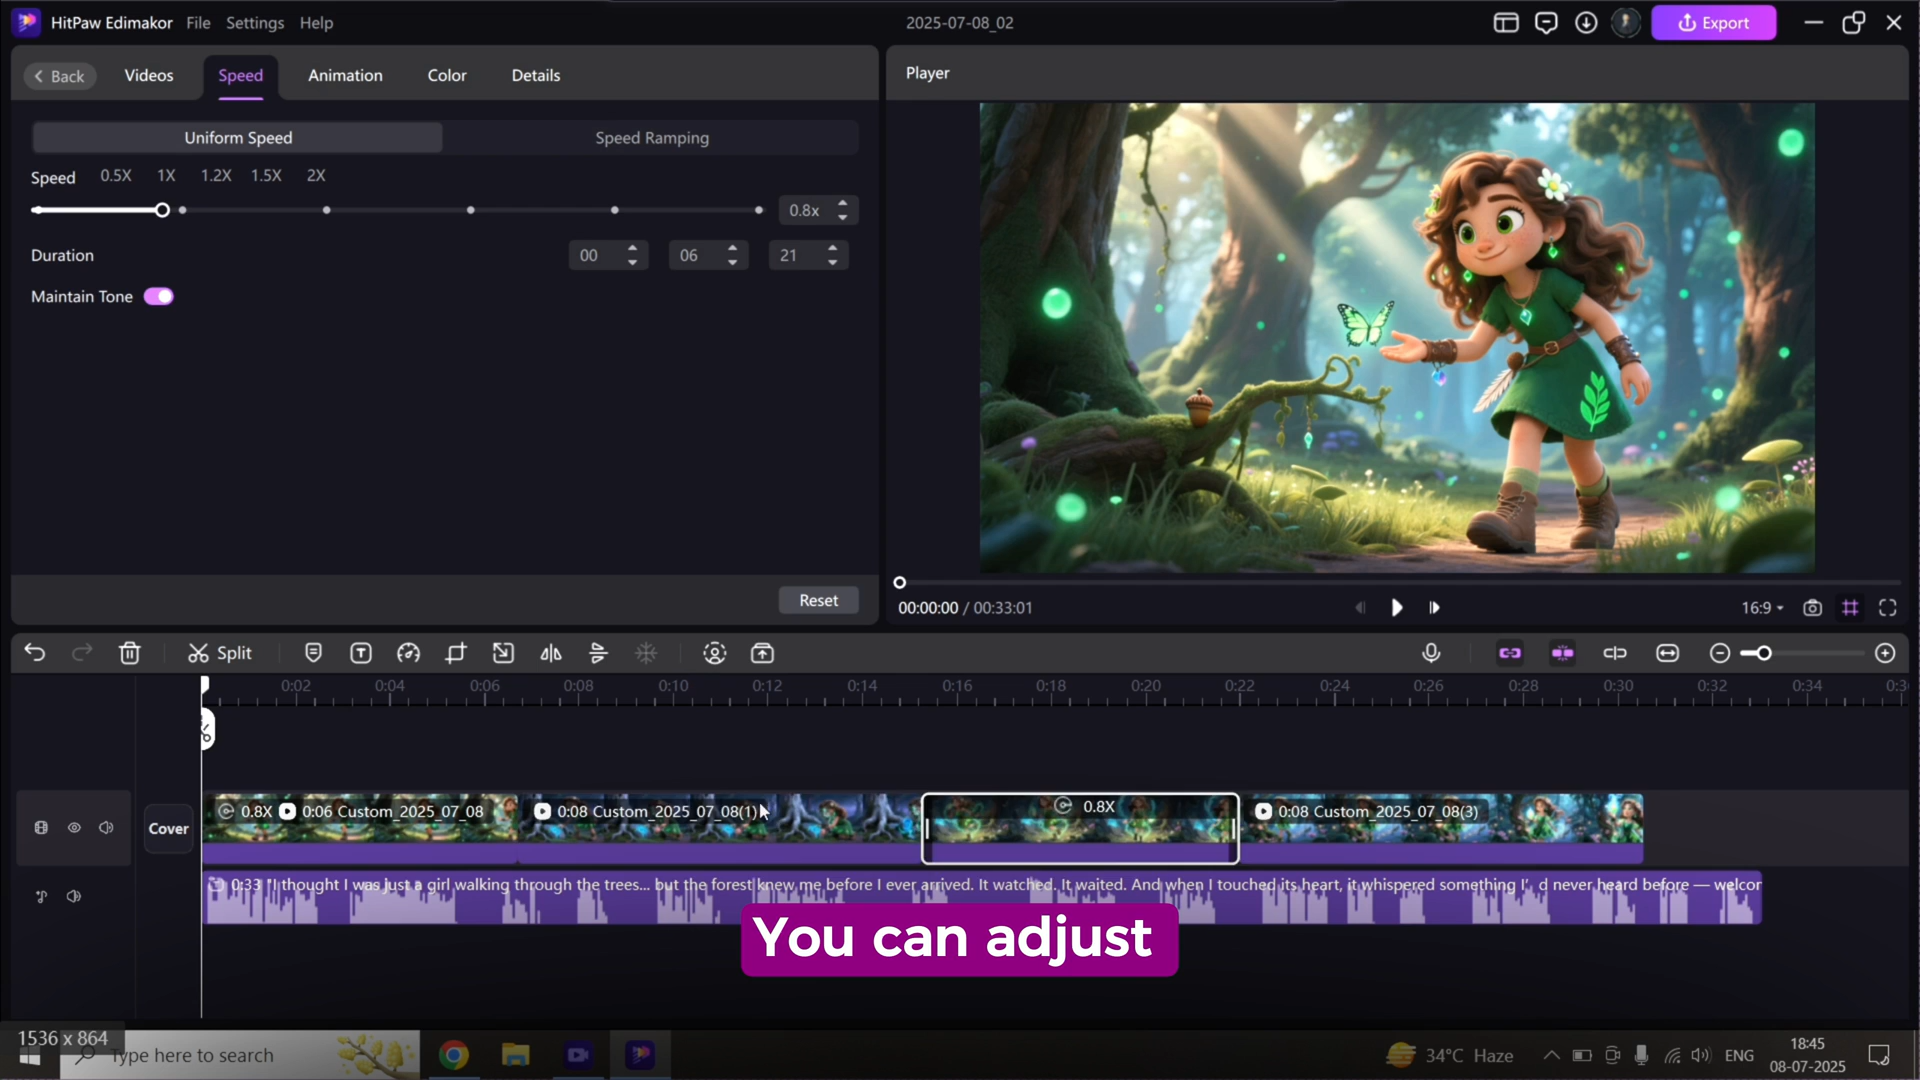 HitPaw Edimakor File Settings Help 2025-07-08_02 Export
Back Videos Speed Animation Color Details Player
Uniform Speed Speed Ramping
Speed 0.5X 1X 1.2X 1.5X 2X
0.8x
Duration 00 06 21
Maintain Tone
Reset
00:00:00 / 00:33:01 16:9
Split
0:02 0:04 0:06 0:08 0:10 0:12 0:14 0:16 0:18 0:20 0:22 0:24 0:26 0:28 0:30 0:32 0:34
Cover 0.8X 0:06 Custom_2025_07_08 0:08 Custom_2025_07_08(1) 0.8X 0:08 Custom_2025_07_08(3)
0:33 "I thought I was just a girl walking through the trees... but the forest knew me before I ever arrived. It watched. It waited. And when I touched its heart, it whispered something I' d never heard before — welcor
You can adjust
1536 x 864
Type here to search 34°C Haze ENG 18:45
08-07-2025